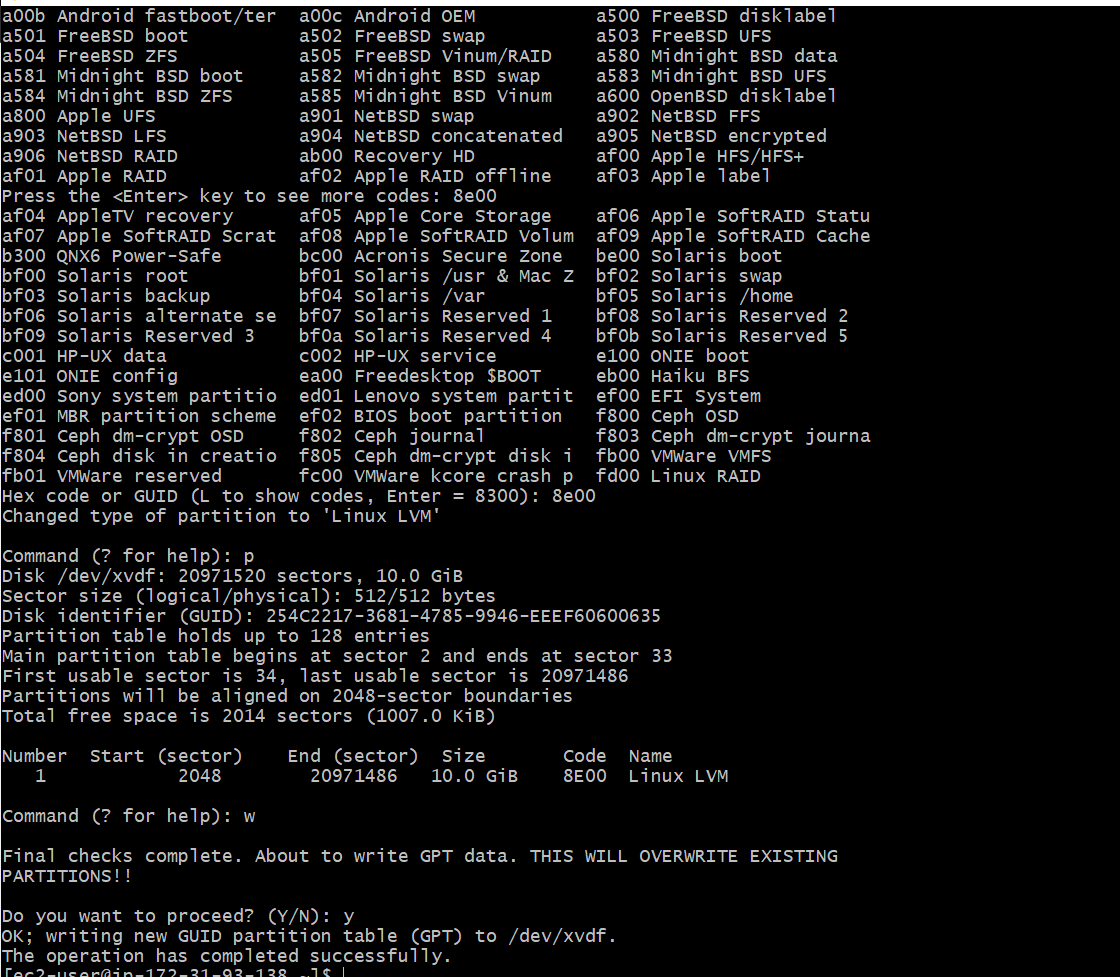 a00b Android fastboot/ter  a00c Android OEM           a500 FreeBSD disklabel
a501 FreeBSD boot          a502 FreeBSD swap          a503 FreeBSD UFS
a504 FreeBSD ZFS           a505 FreeBSD Vinum/RAID    a580 Midnight BSD data
a581 Midnight BSD boot     a582 Midnight BSD swap     a583 Midnight BSD UFS
a584 Midnight BSD ZFS      a585 Midnight BSD Vinum    a600 OpenBSD disklabel
a800 Apple UFS             a901 NetBSD swap           a902 NetBSD FFS
a903 NetBSD LFS            a904 NetBSD concatenated   a905 NetBSD encrypted
a906 NetBSD RAID           ab00 Recovery HD           af00 Apple HFS/HFS+
af01 Apple RAID            af02 Apple RAID offline    af03 Apple label
Press the <Enter> key to see more codes: 8e00
af04 AppleTV recovery      af05 Apple Core Storage    af06 Apple SoftRAID Statu
af07 Apple SoftRAID Scrat  af08 Apple SoftRAID Volum  af09 Apple SoftRAID Cache
b300 QNX6 Power-Safe       bc00 Acronis Secure Zone   be00 Solaris boot
bf00 Solaris root          bf01 Solaris /usr & Mac Z  bf02 Solaris swap
bf03 Solaris backup        bf04 Solaris /var          bf05 Solaris /home
bf06 Solaris alternate se  bf07 Solaris Reserved 1    bf08 Solaris Reserved 2
bf09 Solaris Reserved 3    bf0a Solaris Reserved 4    bf0b Solaris Reserved 5
c001 HP-UX data            c002 HP-UX service         e100 ONIE boot
e101 ONIE config           ea00 Freedesktop $BOOT     eb00 Haiku BFS
ed00 Sony system partitio  ed01 Lenovo system partit  ef00 EFI System
ef01 MBR partition scheme  ef02 BIOS boot partition   f800 Ceph OSD
f801 Ceph dm-crypt OSD     f802 Ceph journal          f803 Ceph dm-crypt journa
f804 Ceph disk in creatio  f805 Ceph dm-crypt disk i  fb00 VMWare VMFS
fb01 VMWare reserved       fc00 VMWare kcore crash p  fd00 Linux RAID
Hex code or GUID (L to show codes, Enter = 8300): 8e00
Changed type of partition to 'Linux LVM'

Command (? for help): p
Disk /dev/xvdf: 20971520 sectors, 10.0 GiB
Sector size (logical/physical): 512/512 bytes
Disk identifier (GUID): 254C2217-3681-4785-9946-EEEF60600635
Partition table holds up to 128 entries
Main partition table begins at sector 2 and ends at sector 33
First usable sector is 34, last usable sector is 20971486
Partitions will be aligned on 2048-sector boundaries
Total free space is 2014 sectors (1007.0 KiB)

Number  Start (sector)    End (sector)  Size       Code  Name
   1            2048        20971486   10.0 GiB    8E00  Linux LVM

Command (? for help): w

Final checks complete. About to write GPT data. THIS WILL OVERWRITE EXISTING
PARTITIONS!!

Do you want to proceed? (Y/N): y
OK; writing new GUID partition table (GPT) to /dev/xvdf.
The operation has completed successfully.
[ec2-user@ip-172-31-93-138 ~]$